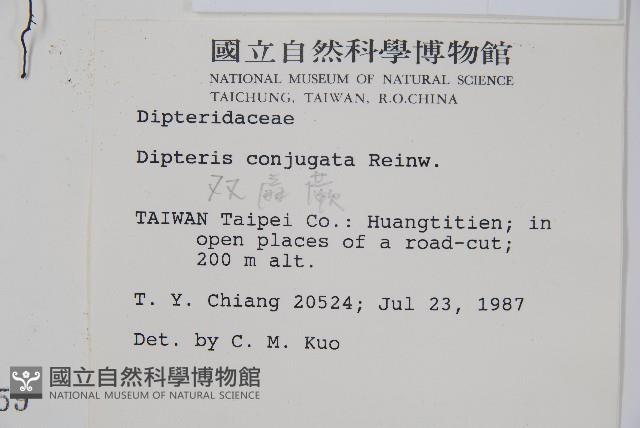 國立自然科學博物館
NATIONAL MUSEUM OF NATURAL SCIENCE
TAICHUNG, TAIWAN, R.O.CHINA
Dipteridaceae
Dipteris conjugata Reinw.
双扇蕨
TAIWAN Taipei Co.: Huangtitien; in
open places of a road-cut;
200 m alt.
T. Y. Chiang 20524; Jul 23, 1987
Det. by C. M. Kuo
國立自然科學博物館
NATIONAL MUSEUM OF NATURAL SCIENCE